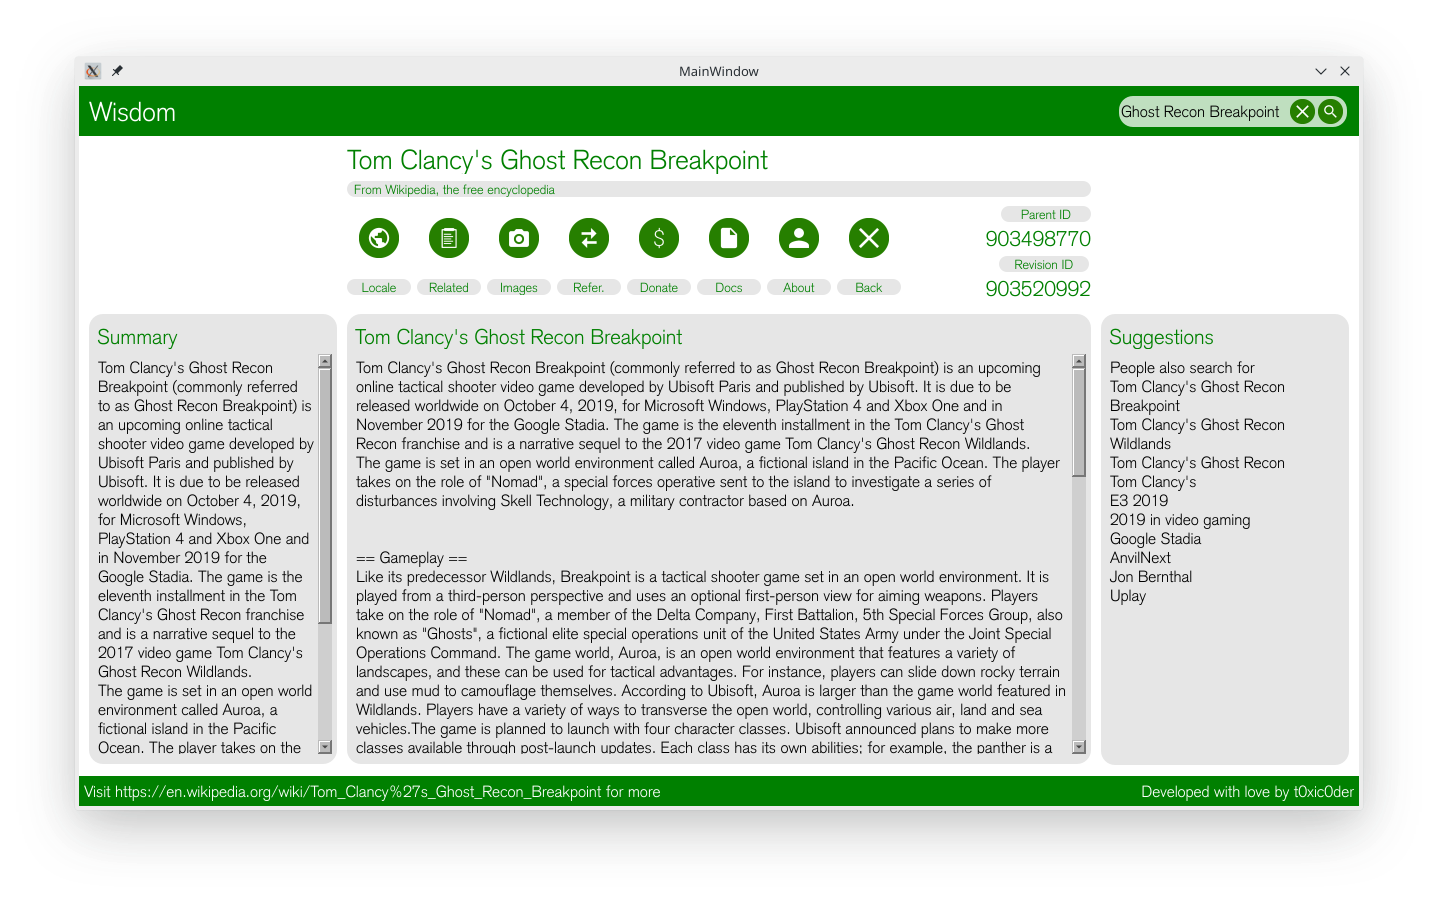 MainWindow
Wisdom
Ghost Recon Breakpoint
Tom Clancy's Ghost Recon Breakpoint
From Wikipedia, the free encyclopedia
Parent ID
903498770
Revision ID
903520992
Locale
Related
Images
Refer.
Donate
Docs
About
Back
Summary
Tom Clancy's Ghost Recon
Breakpoint (commonly referred
to as Ghost Recon Breakpoint) is
an upcoming online tactical
shooter video game developed by
Ubisoft Paris and published by
Ubisoft. It is due to be released
worldwide on October 4, 2019,
for Microsoft Windows,
PlayStation 4 and Xbox One and
in November 2019 for the
Google Stadia. The game is the
eleventh installment in the Tom
Clancy's Ghost Recon franchise
and is a narrative sequel to the
2017 video game Tom Clancy's
Ghost Recon Wildlands.
The game is set in an open world
environment called Auroa, a
fictional island in the Pacific
Ocean. The player takes on the
Tom Clancy's Ghost Recon Breakpoint
Tom Clancy's Ghost Recon Breakpoint (commonly referred to as Ghost Recon Breakpoint) is an upcoming
online tactical shooter video game developed by Ubisoft Paris and published by Ubisoft. It is due to be
released worldwide on October 4, 2019, for Microsoft Windows, PlayStation 4 and Xbox One and in
November 2019 for the Google Stadia. The game is the eleventh installment in the Tom Clancy's Ghost
Recon franchise and is a narrative sequel to the 2017 video game Tom Clancy's Ghost Recon Wildlands.
The game is set in an open world environment called Auroa, a fictional island in the Pacific Ocean. The player
takes on the role of "Nomad", a special forces operative sent to the island to investigate a series of
disturbances involving Skell Technology, a military contractor based on Auroa.
== Gameplay ==
Like its predecessor Wildlands, Breakpoint is a tactical shooter game set in an open world environment. It is
played from a third-person perspective and uses an optional first-person view for aiming weapons. Players
take on the role of "Nomad", a member of the Delta Company, First Battalion, 5th Special Forces Group, also
known as "Ghosts", a fictional elite special operations unit of the United States Army under the Joint Special
Operations Command. The game world, Auroa, is an open world environment that features a variety of
landscapes, and these can be used for tactical advantages. For instance, players can slide down rocky terrain
and use mud to camouflage themselves. According to Ubisoft, Auroa is larger than the game world featured in
Wildlands. Players have a variety of ways to transverse the open world, controlling various air, land and sea
vehicles.The game is planned to launch with four character classes. Ubisoft announced plans to make more
classes available through post-launch updates. Each class has its own abilities; for example, the panther is a
Suggestions
People also search for
Tom Clancy's Ghost Recon
Breakpoint
Tom Clancy's Ghost Recon
Wildlands
Tom Clancy's Ghost Recon
Tom Clancy's
E3 2019
2019 in video gaming
Google Stadia
AnvilNext
Jon Bernthal
Uplay
Visit https://en.wikipedia.org/wiki/Tom_Clancy%27s_Ghost_Recon_Breakpoint for more
Developed with love by t0xic0der